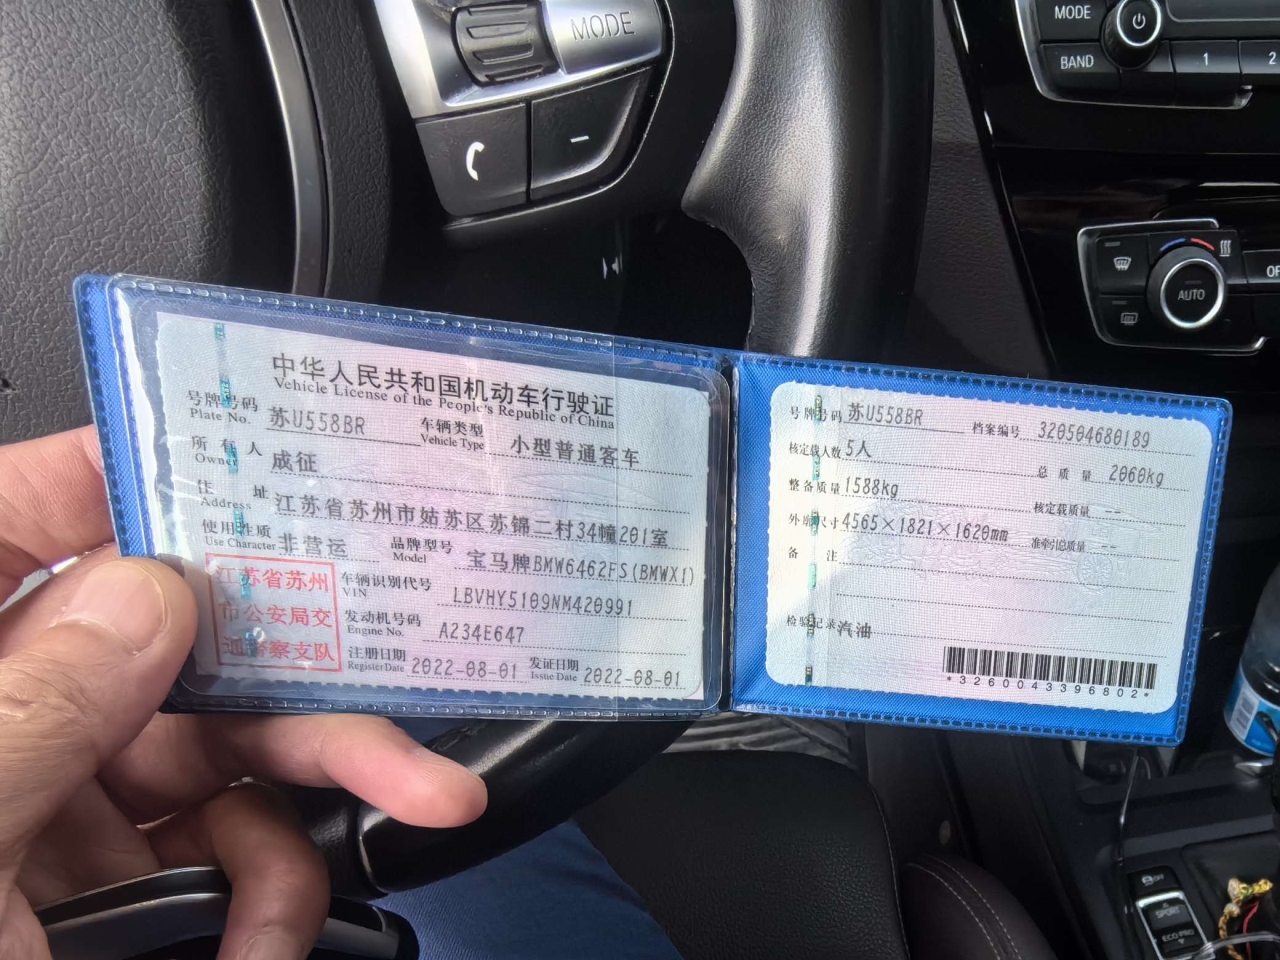 MODE
MODE
BAND
1
2
AUTO
OFF
中华人民共和国机动车行驶证
Vehicle License of the People's Republic of China
号牌号码 苏U558BR 车辆类型 小型普通客车
Plate No. Vehicle Type
所有人 成征
Owner
住址 江苏省苏州市姑苏区苏锦二村34幢201室
Address
使用性质 非营运 品牌型号 宝马牌BMW6462FS(BMWX1)
Use Character Model
江苏省苏州
市公安局交
通警察支队
车辆识别代号 LBVHY5109NM420991
VIN
发动机号码 A234E647
Engine No.
注册日期 2022-08-01 发证日期 2022-08-01
Register Date Issue Date
号牌号码 苏U558BR 档案编号 320504680189
核定载人数 5人 总质量 2060kg
整备质量 1588kg 核定载质量 --
外廓尺寸 4565×1821×1620mm 准牵引总质量 --
备注
检验记录 汽油
*3260043396802*
OFF
SPORT
ECO PRO